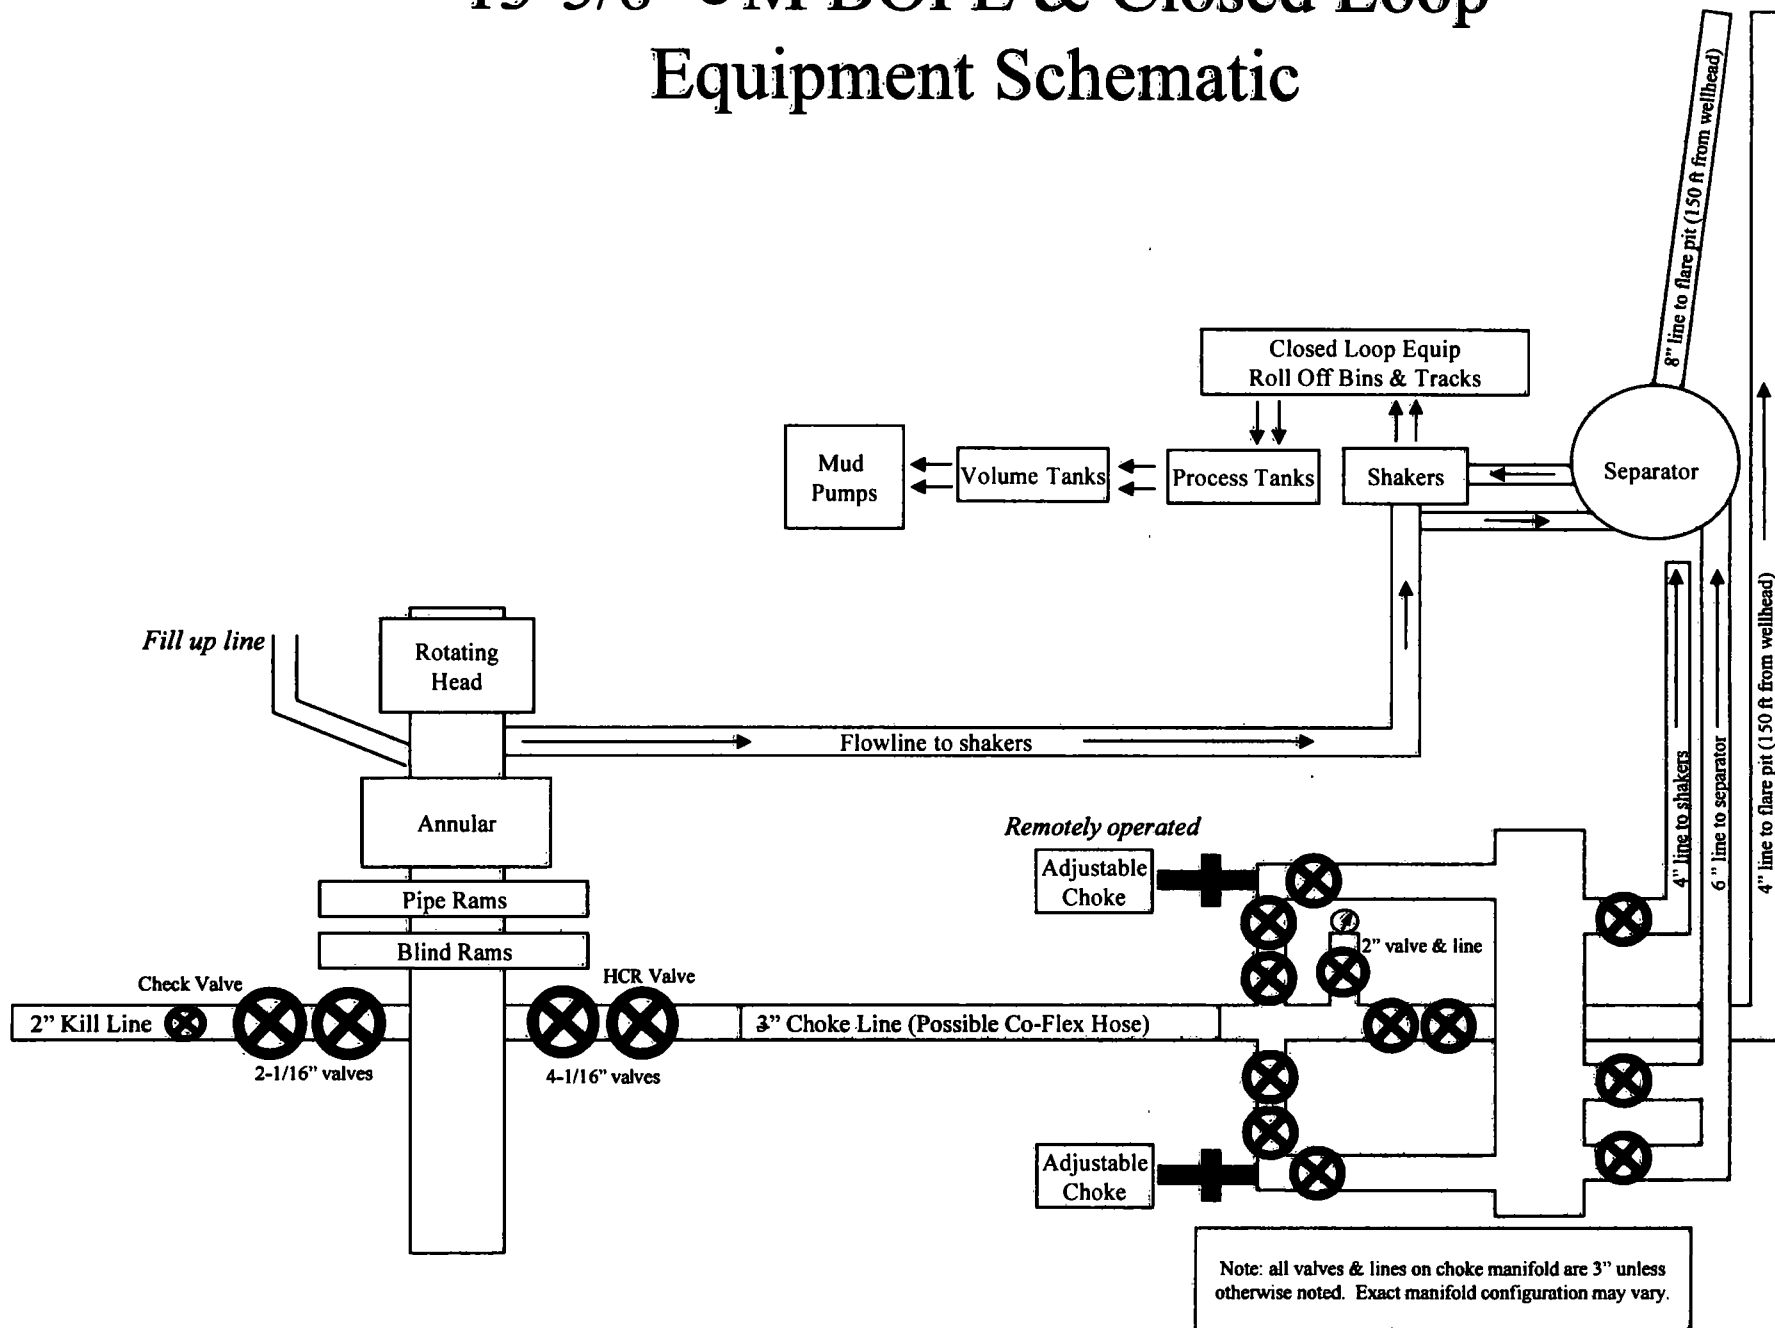 BOPE & Closed Loop
Equipment Schematic
8” line to flare pit (150 ft from wellhead)
Closed Loop Equip
Roll Off Bins & Tracks
Mud
Pumps
Volume Tanks
Process Tanks
Shakers
Separator
Fill up line
Rotating
Head
Flowline to shakers
Annular
Pipe Rams
Blind Rams
Remotely operated
Adjustable
Choke
2” valve & line
4” line to shakers
6” line to separator
4” line to flare pit (150 ft from wellhead)
Check Valve
HCR Valve
2” Kill Line
3” Choke Line (Possible Co-Flex Hose)
2-1/16” valves
4-1/16” valves
Adjustable
Choke
Note: all valves & lines on choke manifold are 3” unless
otherwise noted. Exact manifold configuration may vary.